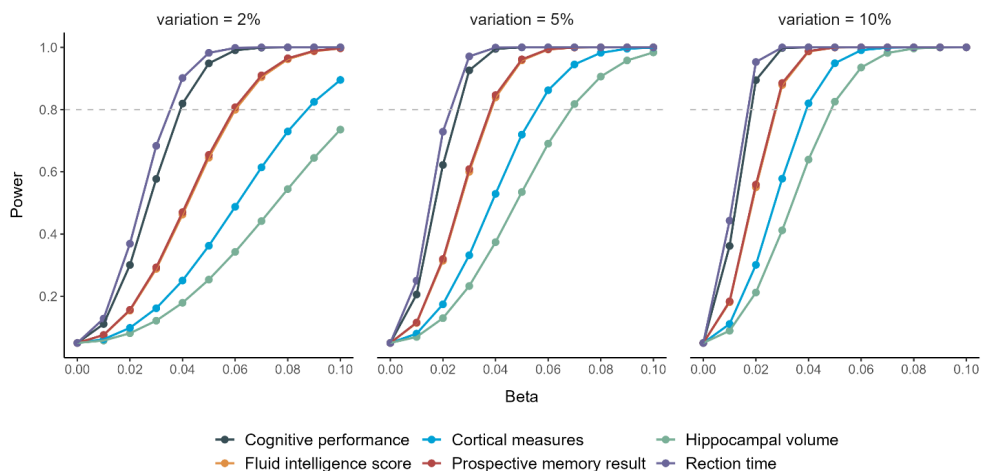 variation = 2% variation = 5% variation = 10%
1.0
0.8
0.6
0.4
0.2
Power
0.00 0.02 0.04 0.06 0.08 0.10 0.00 0.02 0.04 0.06 0.08 0.10 0.00 0.02 0.04 0.06 0.08 0.10
Beta
Cognitive performance Cortical measures Hippocampal volume
Fluid intelligence score Prospective memory result Rection time